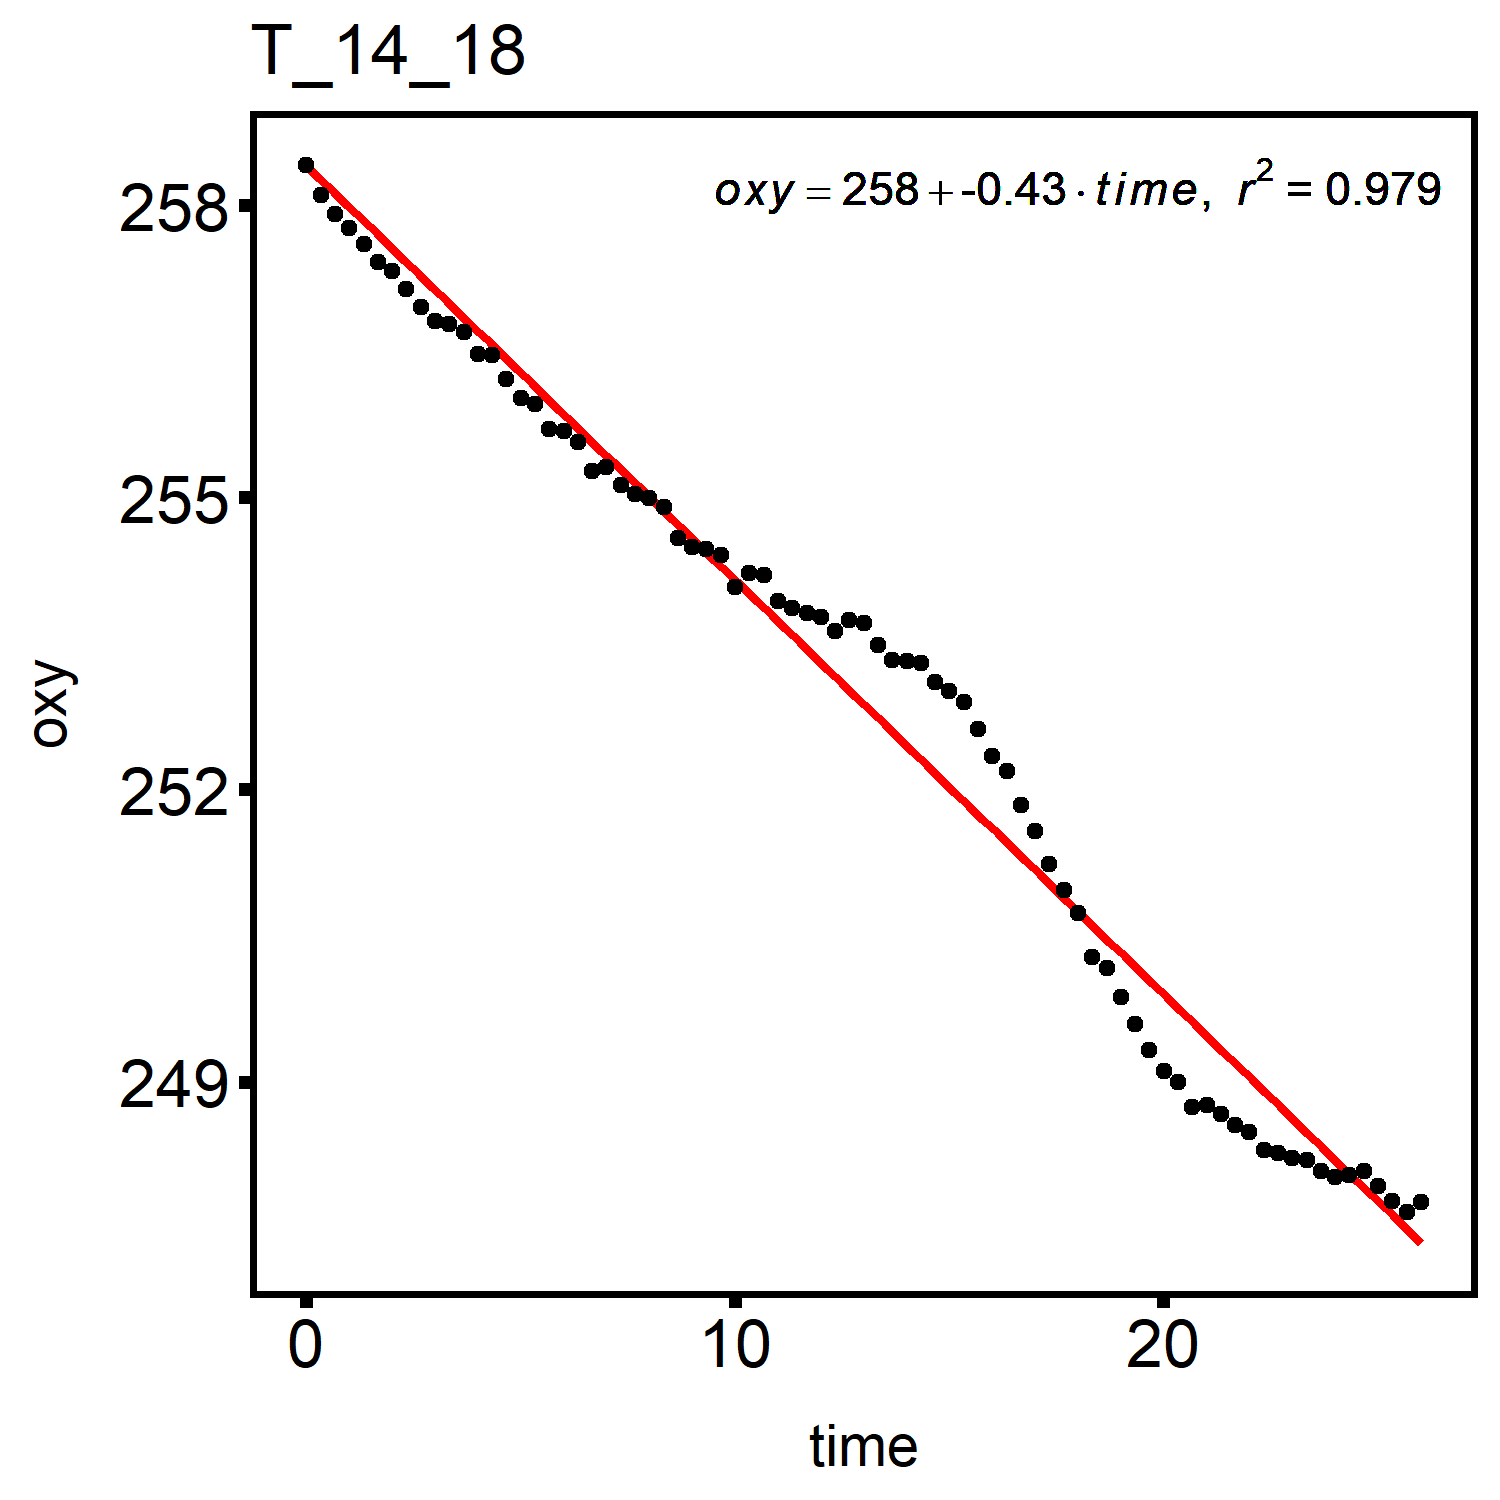 T_14_18
oxy = 258 + -0.43 · time, r² = 0.979
258
255
252
249
oxy
0 10 20
time